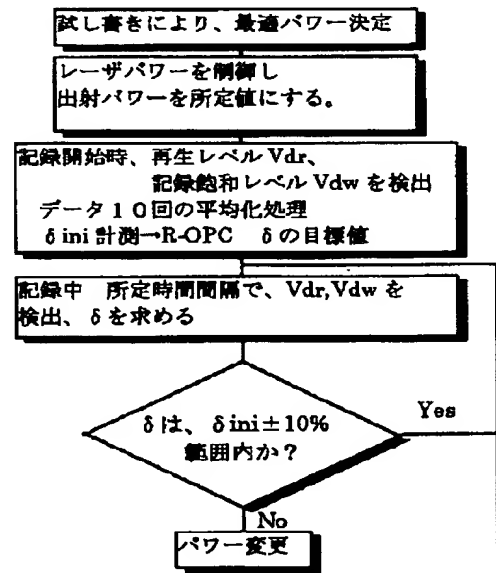 試し書きにより、最適パワー決定
レーザパワーを制御し
出射パワーを所定値にする。
記録開始時、再生レベル Vdr、
記録飽和レベル Vdw を検出
データ10回の平均化処理
δini 計測→R-OPC δの目標値
記録中 所定時間間隔で、Vdr,Vdw を
検出、δを求める
δは、δini±10%
範囲内か？
Yes
No
パワー変更